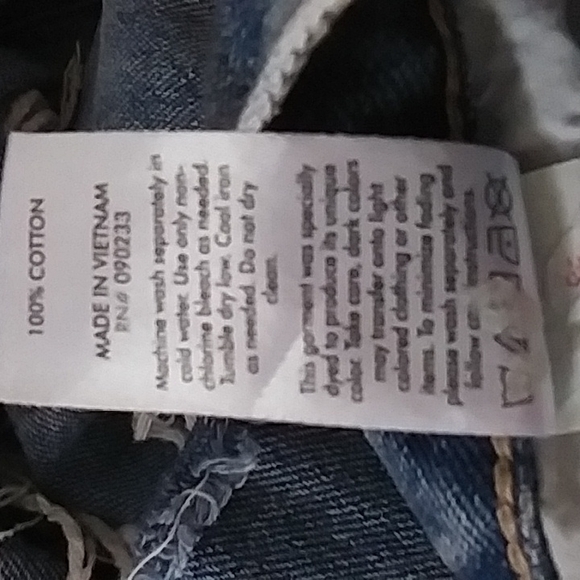 100% COTTON
MADE IN VIETNAM
RN# 090233
Machine wash separately in
cold water. Use only non-
chlorine bleach as needed.
Tumble dry low. Cool iron
as needed. Do not dry
clean.
This garment was specially
dyed to produce its unique
color. Take care, dark colors
may transfer onto light
colored clothing or other
items. To minimize fading
please wash separately and
follow care instructions.